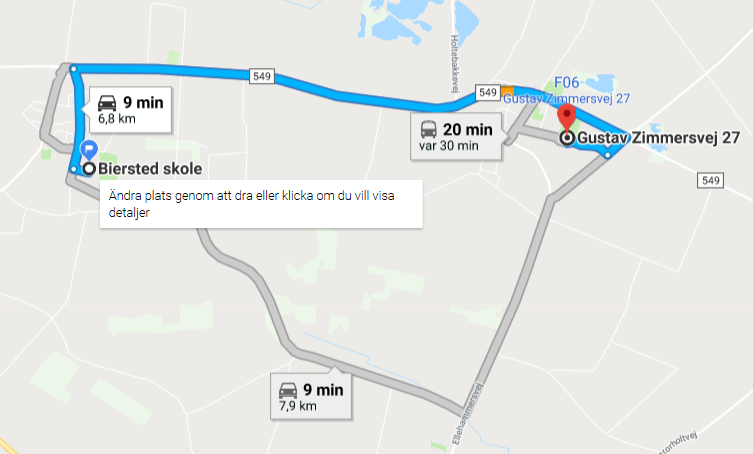 Holtebakkevej
549
9 min
6,8 km
549
F06
Gustav Zimmersvej 27
20 min
var 30 min
Gustav Zimmersvej 27
Biersted skole
549
Ändra plats genom att dra eller klicka om du vill visa
detaljer
9 min
7,9 km
Ellehammersvej